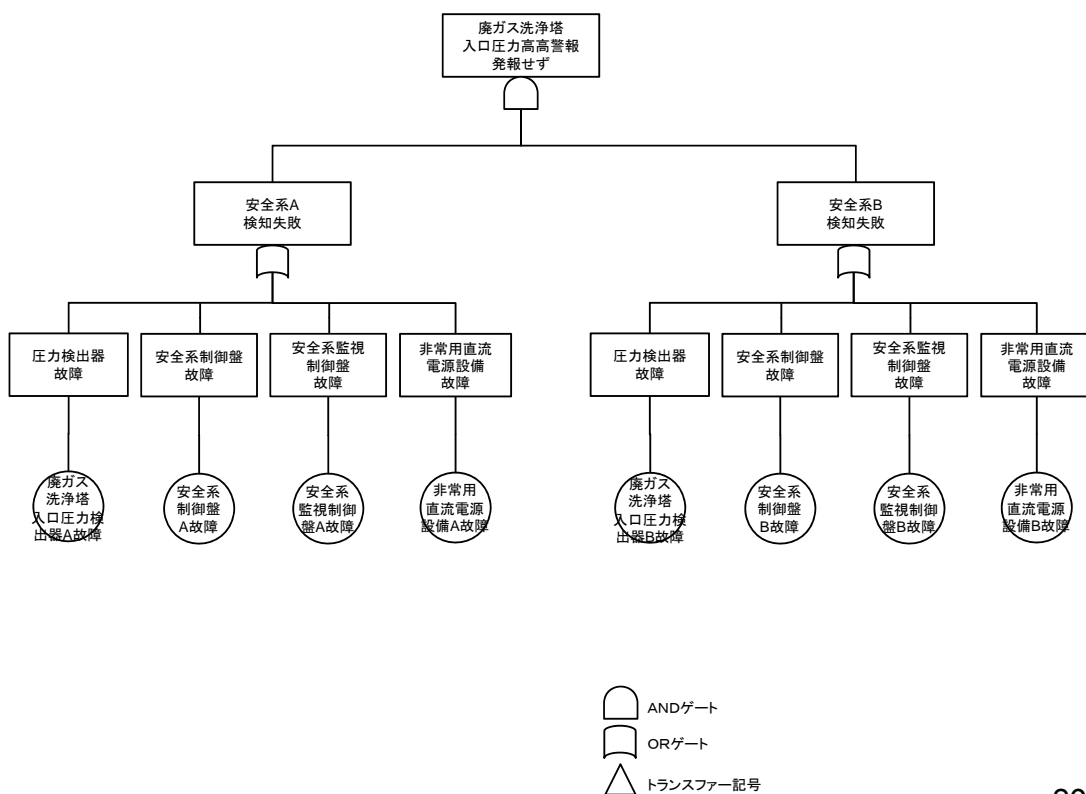 廃ガス洗浄塔
入口圧力高高警報
発報せず
安全系A
検知失敗
安全系B
検知失敗
圧力検出器
故障
安全系制御盤
故障
安全系監視
制御盤
故障
非常用直流
電源設備
故障
圧力検出器
故障
安全系制御盤
故障
安全系監視
制御盤
故障
非常用直流
電源設備
故障
廃ガス
洗浄塔
入口圧力検
出器A故障
安全系
制御盤
A故障
安全系
監視制御
盤A故障
非常用
直流電源
設備A故障
廃ガス
洗浄塔
入口圧力検
出器B故障
安全系
制御盤
B故障
安全系
監視制御
盤B故障
非常用
直流電源
設備B故障
ANDゲート
ORゲート
トランスファー記号